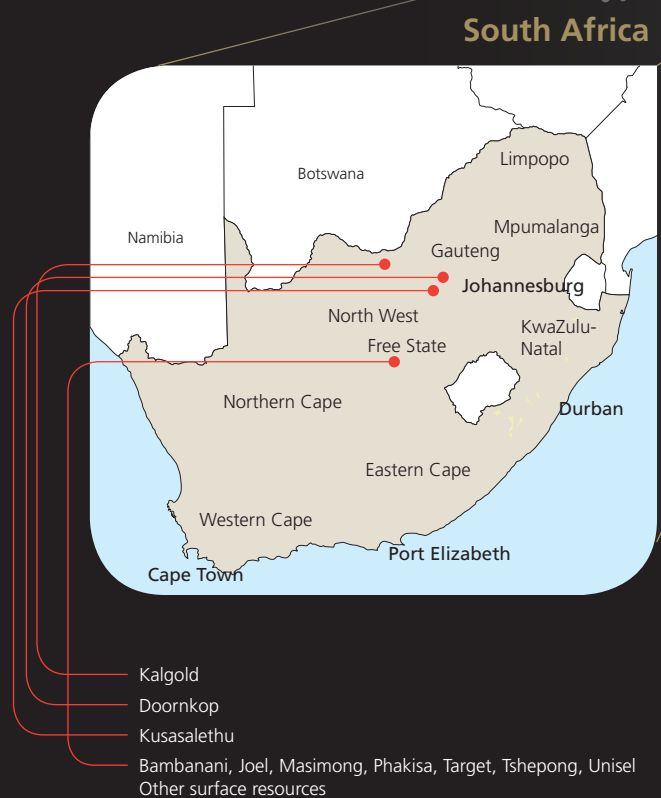 South Africa
Limpopo
Botswana
Mpumalanga
Namibia
Gauteng
Johannesburg
North West
KwaZulu-
Natal
Free State
Northern Cape
Durban
Eastern Cape
Western Cape
Port Elizabeth
Cape Town
Kalgold
Doornkop
Kusasalethu
Bambanani, Joel, Masimong, Phakisa, Target, Tshepong, Unisel
Other surface resources